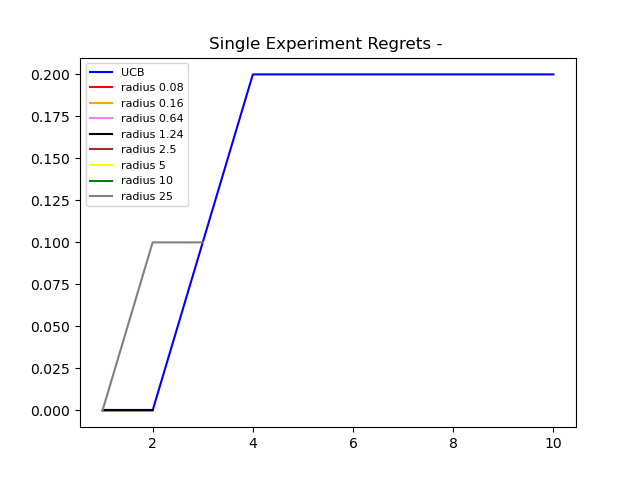 Single Experiment Regrets -
0.200
0.175
0.150
0.125
0.100
0.075
0.050
0.025
0.000
UCB
radius 0.08
radius 0.16
radius 0.64
radius 1.24
radius 2.5
radius 5
radius 10
radius 25
2 4 6 8 10